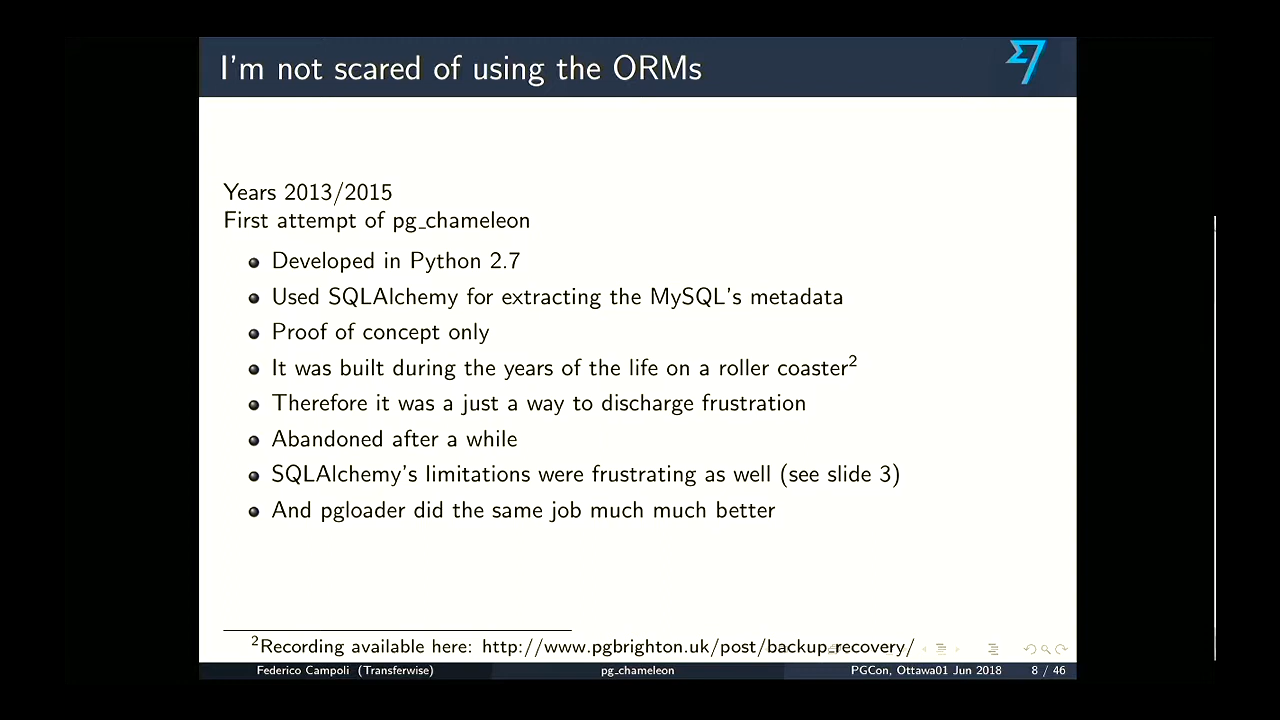 I'm not scared of using the ORMs
Years 2013/2015
First attempt of pg_chameleon
Developed in Python 2.7
Used SQLAlchemy for extracting the MySQL's metadata
Proof of concept only
It was built during the years of the life on a roller coaster2
Therefore it was a just a way to discharge frustration
Abandoned after a while
SQLAlchemy's limitations were frustrating as well (see slide 3)
And pgloader did the same job much much better
2Recording available here: http://www.pgbrighton.uk/post/backup_recovery/
Federico Campoli (Transferwise) pg_chameleon PGCon, Ottawa01 Jun 2018 8 / 46